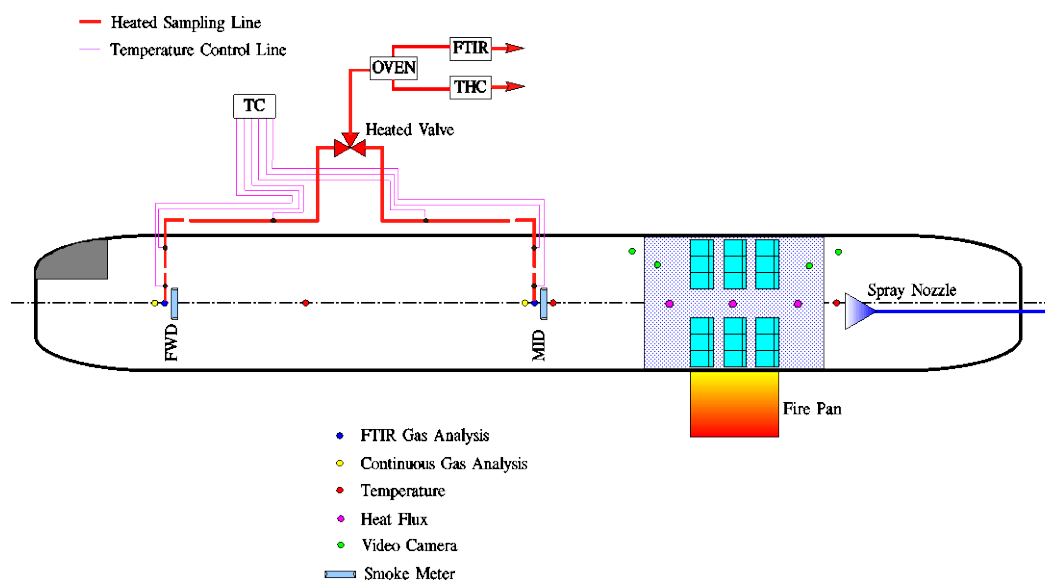 Heated Sampling Line
Temperature Control Line
FTIR
OVEN
THC
TC
Heated Valve
Spray Nozzle
FWD
MID
Fire Pan
FTIR Gas Analysis
Continuous Gas Analysis
Temperature
Heat Flux
Video Camera
Smoke Meter